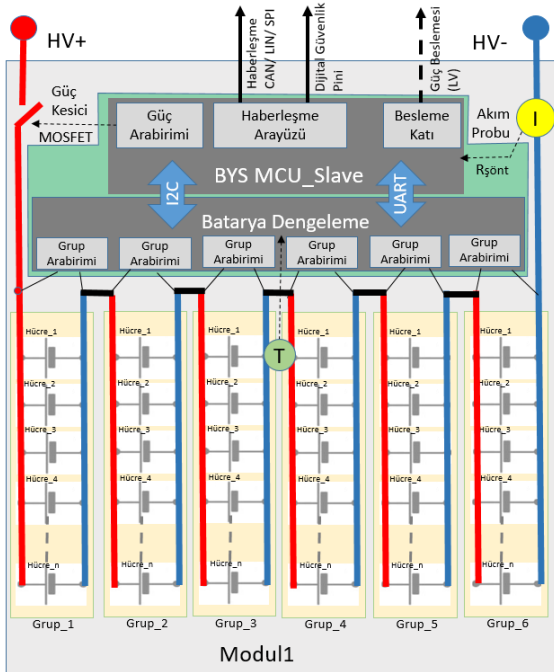 HV+
HV-
Haberleşme
CAN/ LIN/ SPI
Dijital Güvenlik
Pini
Güç Beslemesi
(LV)
Güç
Kesici
MOSFET
Güç
Arabirimi
Haberleşme
Arayüzü
Besleme
Katı
Akım
Probu
I
Rşönt
BYS MCU_Slave
I2C
UART
Batarya Dengeleme
Grup
Arabirimi
Grup
Arabirimi
Grup
Arabirimi
Grup
Arabirimi
Grup
Arabirimi
Grup
Arabirimi
T
Hücre_1
Hücre_2
Hücre_3
Hücre_4
Hücre_n
Hücre_1
Hücre_2
Hücre_3
Hücre_4
Hücre_n
Hücre_1
Hücre_2
Hücre_3
Hücre_4
Hücre_n
Hücre_1
Hücre_2
Hücre_3
Hücre_4
Hücre_n
Hücre_1
Hücre_2
Hücre_3
Hücre_4
Hücre_n
Hücre_1
Hücre_2
Hücre_3
Hücre_4
Hücre_n
Grup_1
Grup_2
Grup_3
Grup_4
Grup_5
Grup_6
Modul1